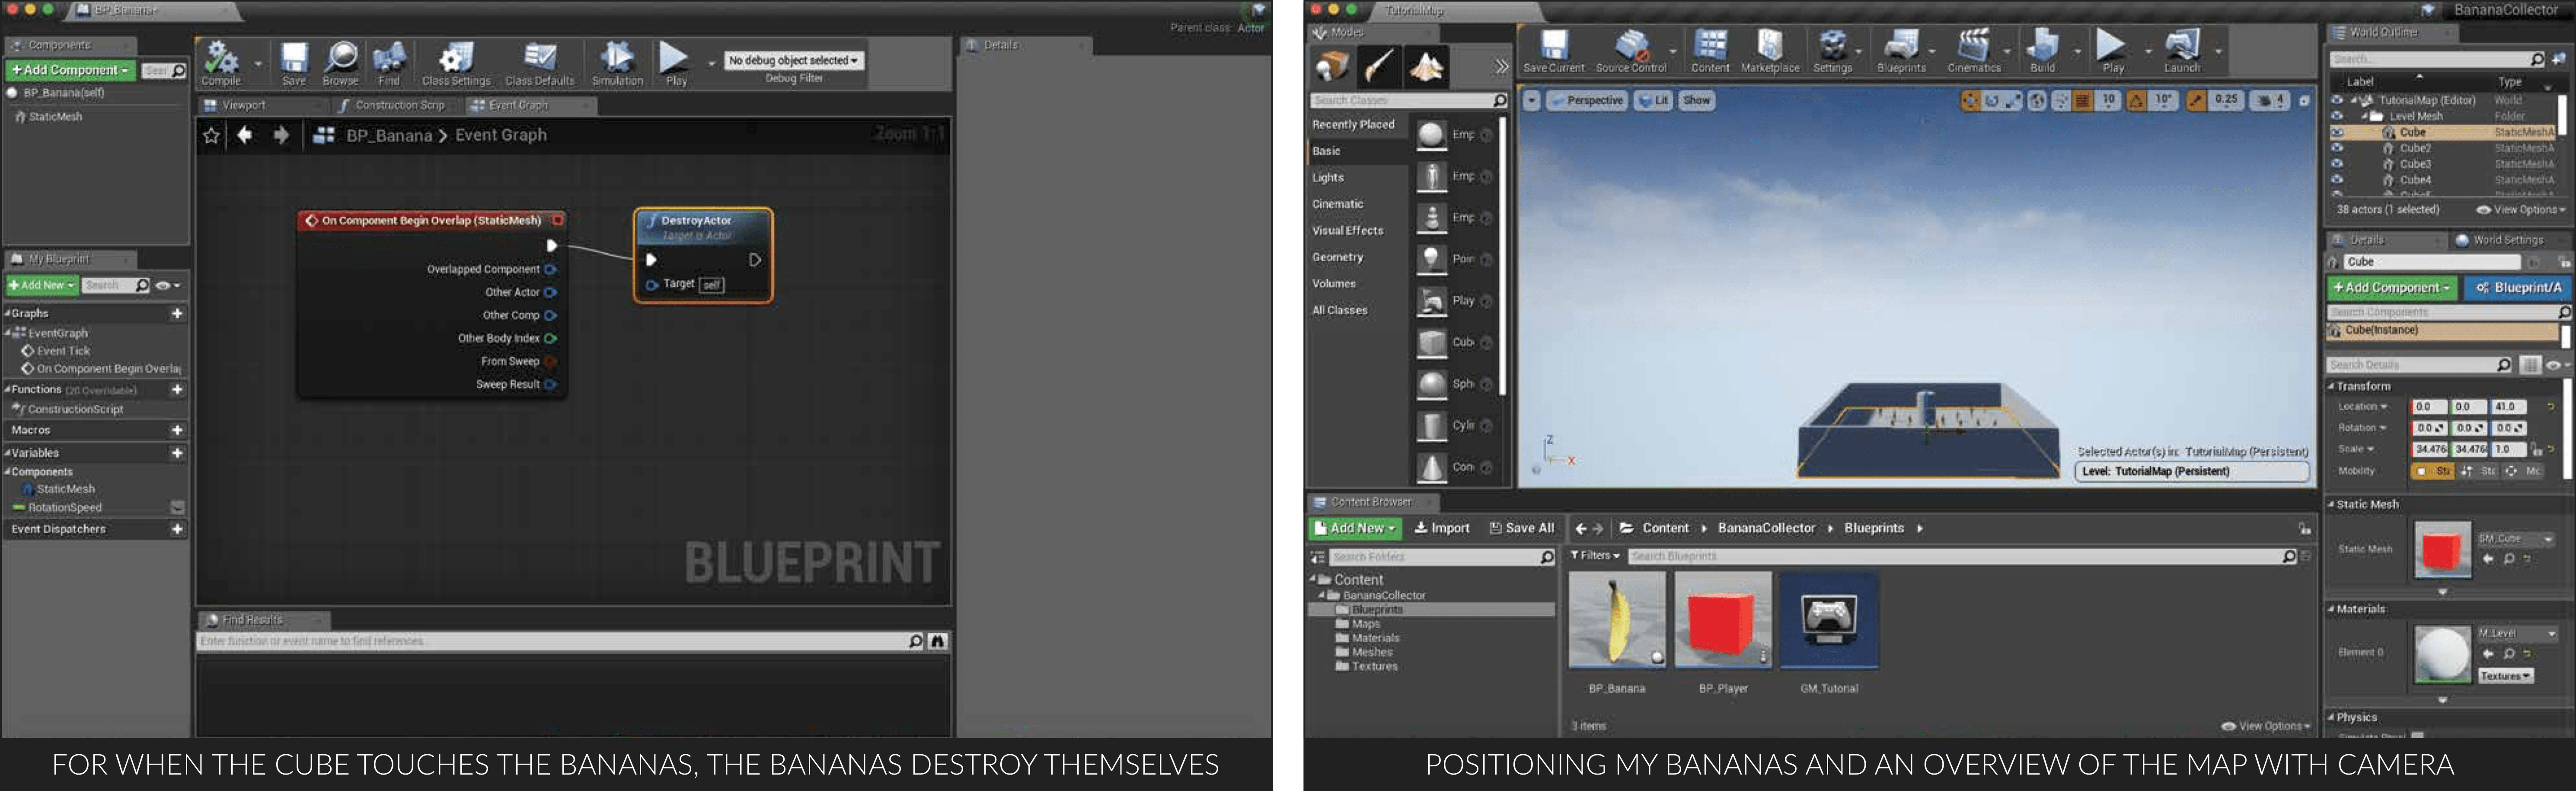 BP_Banana
Parent class: Actor
Components
+Add Component
BP_Banana(self)
StaticMesh
Compile
Save
Browse
Find
Class Settings
Class Defaults
Simulation
Play
No debug object selected
Debug Filter
Details
Viewport
Construction Scrip
Event Graph
BP_Banana > Event Graph
Zoom 1:1
On Component Begin Overlap (StaticMesh)
Overlapped Component
Other Actor
Other Comp
Other Body Index
From Sweep
Sweep Result
DestroyActor
Target is Actor
Target self
BLUEPRINT
My Blueprint
+Add New Search
Graphs
EventGraph
Event Tick
On Component Begin Overlap
Functions (20 Overridable)
ConstructionScript
Macros
Variables
Components
StaticMesh
RotationSpeed
Event Dispatchers
Find Results
Enter function or event name to find references...
FOR WHEN THE CUBE TOUCHES THE BANANAS, THE BANANAS DESTROY THEMSELVES
TutorialMap
BananaCollector
Modes
Search Classes
Recently Placed
Basic
Lights
Cinematic
Visual Effects
Geometry
Volumes
All Classes
Emp
Emp
Emp
Poin
Play
Cub
Sph
Cylin
Con
Save Current
Source Control
Content
Marketplace
Settings
Blueprints
Cinematics
Build
Play
Launch
Perspective
Lit
Show
10
10°
0.25
4
Z
X
Selected Actor(s) in: TutorialMap (Persistent)
Level: TutorialMap (Persistent)
World Outliner
Search...
Label Type
TutorialMap (Editor) World
Level Mesh Folder
Cube StaticMeshA
Cube2 StaticMeshA
Cube3 StaticMeshA
Cube4 StaticMeshA
38 actors (1 selected) View Options
Details
World Settings
Cube
+Add Component
Blueprint/A
Search Components
Cube(Instance)
Search Details
Transform
Location 0.0 0.0 41.0
Rotation 0.0 0.0 0.0
Scale 34.476 34.476 1.0
Mobility Sta Sta Mo
Static Mesh
Static Mesh SM_Cube
Materials
Element 0 M_Level
Textures
Physics
Content Browser
Add New Import Save All Content BananaCollector Blueprints
Search Folders
Filters Search Blueprints
Content
BananaCollector
Blueprints
Maps
Materials
Meshes
Textures
BP_Banana
BP_Player
GM_Tutorial
3 items
View Options
POSITIONING MY BANANAS AND AN OVERVIEW OF THE MAP WITH CAMERA